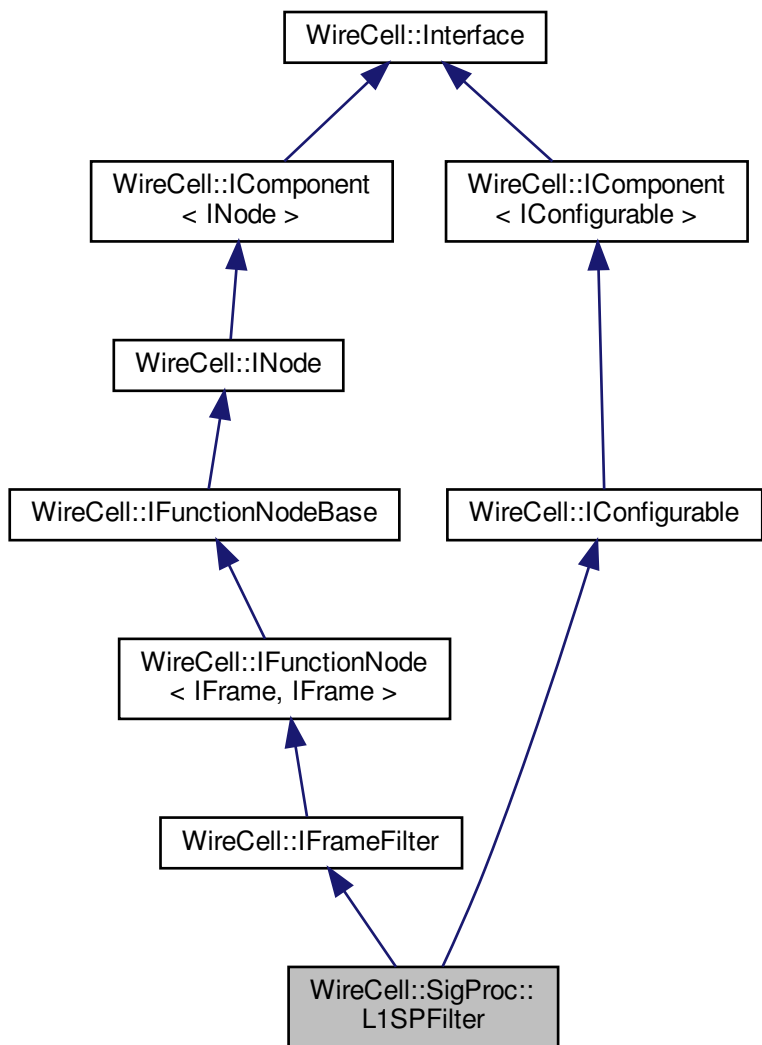 WireCell::Interface
WireCell::IComponent
< INode >
WireCell::IComponent
< IConfigurable >
WireCell::INode
WireCell::IFunctionNodeBase
WireCell::IConfigurable
WireCell::IFunctionNode
< IFrame, IFrame >
WireCell::IFrameFilter
WireCell::SigProc::
L1SPFilter